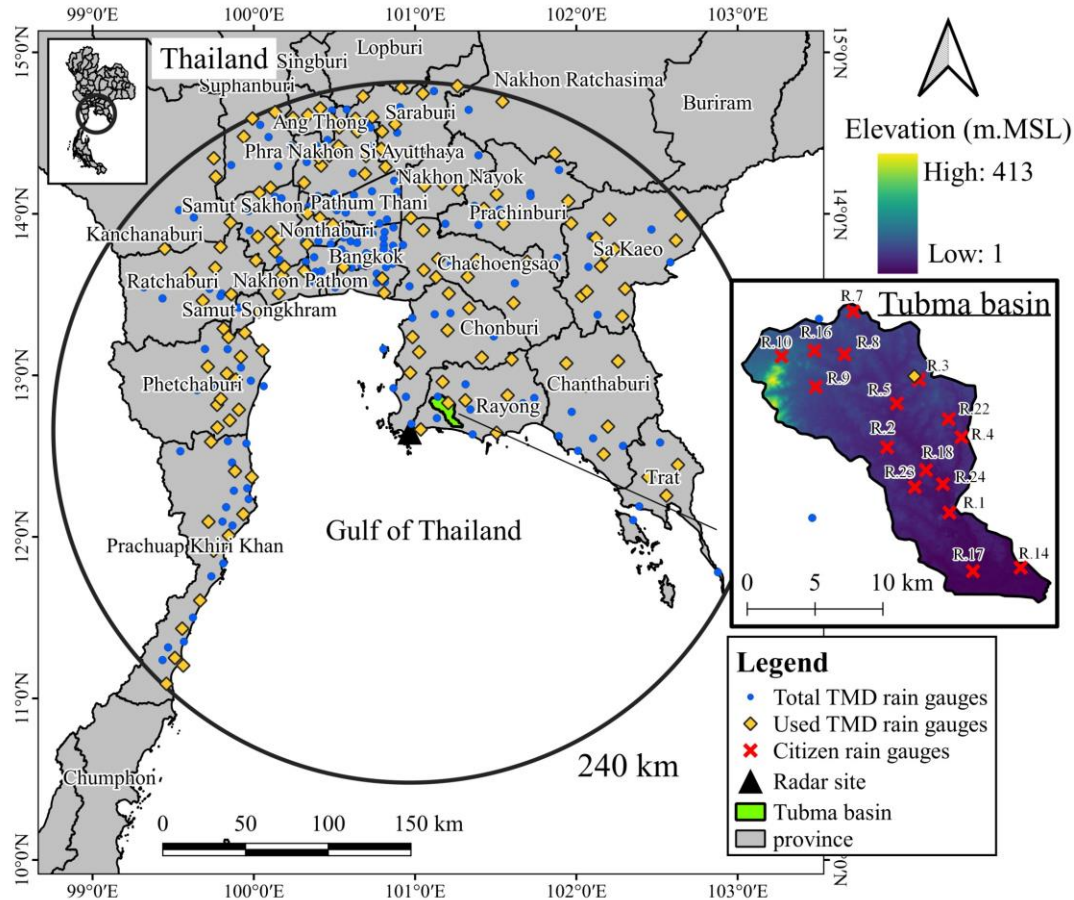 99°0'E
100°0'E
101°0'E
102°0'E
103°0'E
15°0'N
14°0'N
13°0'N
12°0'N
11°0'N
10°0'N
15°0'N
14°0'N
0'N
Thailand
Lopburi
Singburi
Suphanburi
Nakhon Ratchasima
Buriram
Saraburi
Ang Thong
Phra Nakhon Si Ayutthaya
Nakhon Nayok
Samut Sakhon
Pathum Thani
Prachinburi
Kanchanaburi
Nonthaburi
Sa Kaeo
Bangkok
Chachoengsao
Ratchaburi
Nakhon Pathom
Samut Songkhram
Chonburi
Phetchaburi
Chanthaburi
Rayong
Trat
Gulf of Thailand
Prachuap Khiri Khan
Chumphon
240 km
0
50
100
150 km
Elevation (m.MSL)
High: 413
Low: 1
Tubma basin
R.7
R.16
R.10
R.8
R.3
R.9
R.5
R.22
R.4
R.2
R.18
R.23
R.24
R.1
R.17
R.14
0
5
10 km
Legend
Total TMD rain gauges
Used TMD rain gauges
Citizen rain gauges
Radar site
Tubma basin
province
99°0'E
100°0'E
101°0'E
102°0'E
103°0'E